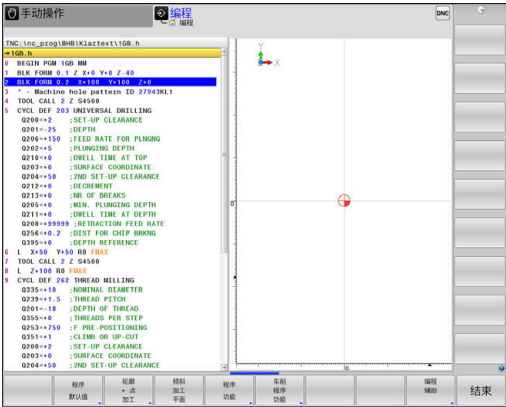 手动操作
编程
编程
DNC
TNC:\nc_prog\BHB\Klartext\1GB.h
→1GB.h
0 BEGIN PGM 1GB MM
1 BLK FORM 0.1 Z X+0 Y+0 Z-40
2 BLK FORM 0.2 X+100 Y+100 Z+0
3 * - Machine hole pattern ID 27943KL1
4 TOOL CALL 2 Z S4500
5 CYCL DEF 203 UNIVERSAL DRILLING
Q200=+2 ;SET-UP CLEARANCE
Q201=-25 ;DEPTH
Q206=+150 ;FEED RATE FOR PLNGNG
Q202=+5 ;PLUNGING DEPTH
Q210=+0 ;DWELL TIME AT TOP
Q203=+0 ;SURFACE COORDINATE
Q204=+50 ;2ND SET-UP CLEARANCE
Q212=+0 ;DECREMENT
Q213=+0 ;NR OF BREAKS
Q205=+0 ;MIN. PLUNGING DEPTH
Q211=+0 ;DWELL TIME AT DEPTH
Q208=+99999 ;RETRACTION FEED RATE
Q256=+0.2 ;DIST FOR CHIP BRKNG
Q395=+0 ;DEPTH REFERENCE
6 L X+50 Y+50 R0 FMAX
7 TOOL CALL 2 Z S4500
8 L Z+100 R0 FMAX
9 CYCL DEF 262 THREAD MILLING
Q335=+10 ;NOMINAL DIAMETER
Q239=+1.5 ;THREAD PITCH
Q201=-18 ;DEPTH OF THREAD
Q355=+0 ;THREADS PER STEP
Q253=+750 ;F PRE-POSITIONING
Q351=+1 ;CLIMB OR UP-CUT
Q200=+2 ;SET-UP CLEARANCE
Q203=+0 ;SURFACE COORDINATE
Q204=+50 ;2ND SET-UP CLEARANCE
Y
X
0
0
程序
默认值
轮廓
+ 点
加工
倾斜
加工
平面
程序
功能
车削
程序
功能
编程
辅助
结束